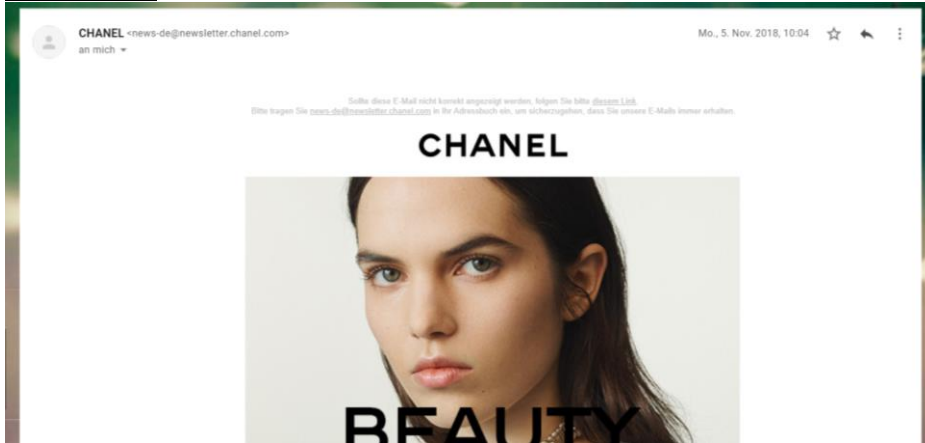 CHANEL <news-de@newsletter.chanel.com>
Mo., 5. Nov. 2018, 10:04
an mich
Sollte diese E-Mail nicht korrekt angezeigt werden, folgen Sie bitte diesem Link.
Bitte tragen Sie news-de@newsletter.chanel.com in Ihr Adressbuch ein, um sicherzugehen, dass Sie unsere E-Mails immer erhalten.
CHANEL
BEAUTY